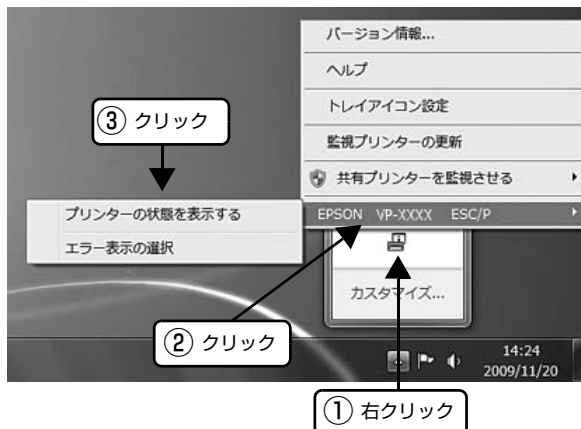 バージョン情報...
ヘルプ
トレイアイコン設定
監視プリンターの更新
共有プリンターを監視させる
EPSON VP-XXXX ESC/P
③ クリック
プリンターの状態を表示する
エラー表示の選択
カスタマイズ...
② クリック
14:24
2009/11/20
① 右クリック